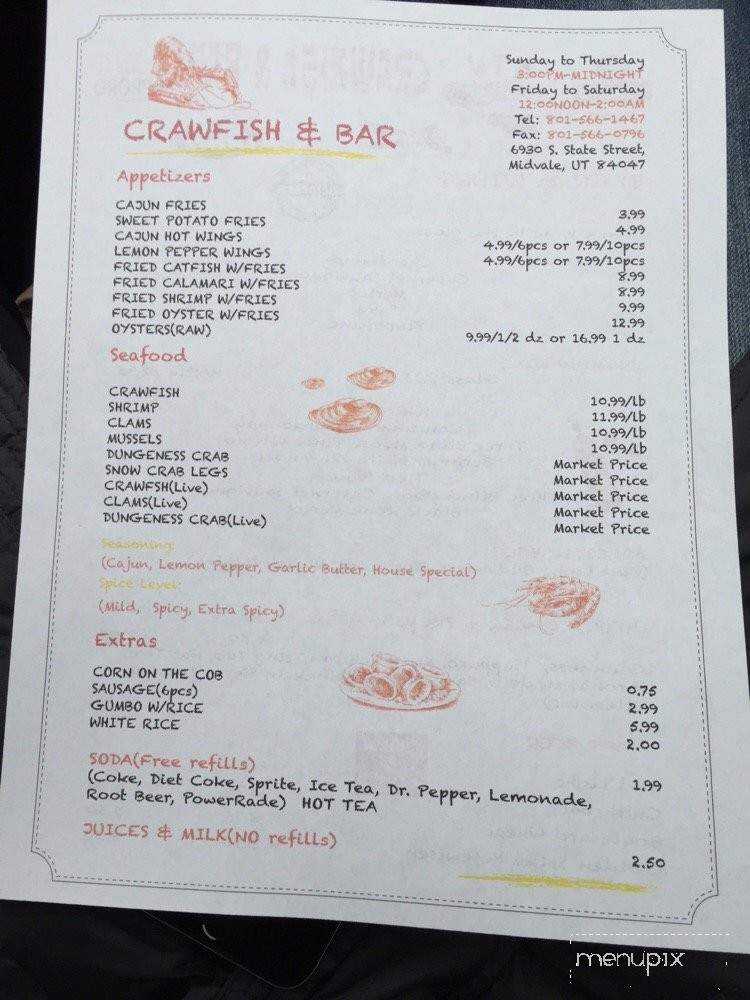 CRAWFISH & BAR
Sunday to Thursday
3:00PM-MIDNIGHT
Friday to Saturday
12:00NOON-2:00AM
Tel: 801-566-1467
Fax: 801-566-0796
6930 S. State Street,
Midvale, UT 84047
Appetizers
CAJUN FRIES 3.99
SWEET POTATO FRIES 4.99
CAJUN HOT WINGS 4.99/6pcs or 7.99/10pcs
LEMON PEPPER WINGS 4.99/6pcs or 7.99/10pcs
FRIED CATFISH W/FRIES 8.99
FRIED CALAMARI W/FRIES 8.99
FRIED SHRIMP W/FRIES 9.99
FRIED OYSTER W/FRIES 12.99
OYSTERS(RAW) 9.99/1/2 dz or 16.99 1 dz
Seafood
CRAWFISH 10.99/lb
SHRIMP 11.99/lb
CLAMS 10.99/lb
MUSSELS 10.99/lb
DUNGENESS CRAB Market Price
SNOW CRAB LEGS Market Price
CRAWFSH(Live) Market Price
CLAMS(Live) Market Price
DUNGENESS CRAB(Live) Market Price
Seasoning:
(Cajun, Lemon Pepper, Garlic Butter, House Special)
Spice Level:
(Mild, Spicy, Extra Spicy)
Extras
CORN ON THE COB 0.75
SAUSAGE(6pcs) 2.99
GUMBO W/RICE 5.99
WHITE RICE 2.00
SODA(Free refills) 1.99
(Coke, Diet Coke, Sprite, Ice Tea, Dr. Pepper, Lemonade,
Root Beer, PowerRade) HOT TEA
JUICES & MILK(NO refills) 2.50
menupix